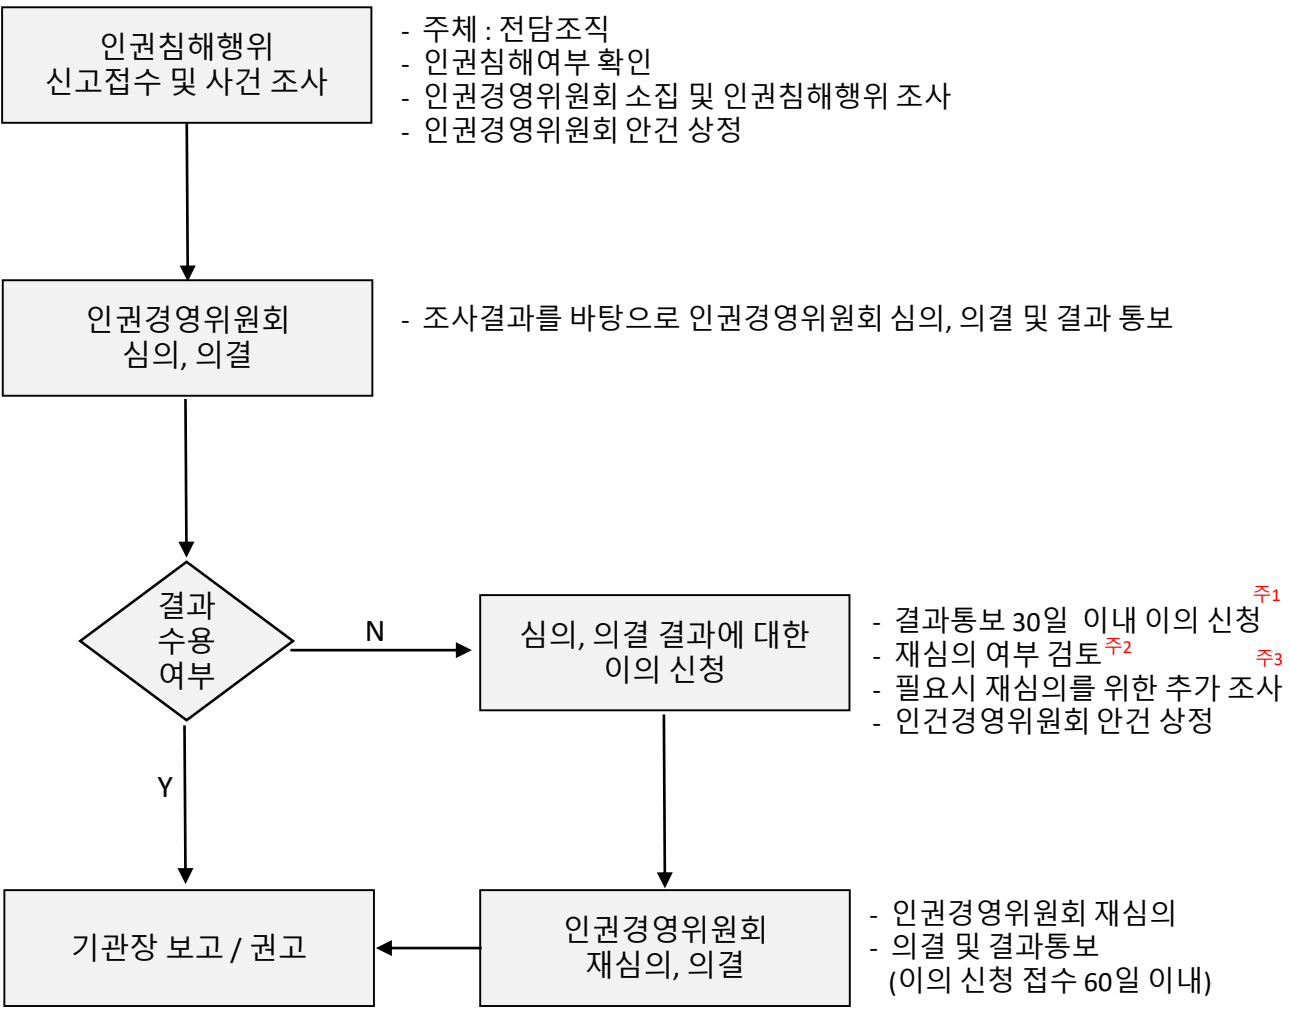 인권침해행위
신고접수 및 사건 조사
- 주체 : 전담조직
- 인권침해여부 확인
- 인권경영위원회 소집 및 인권침해행위 조사
- 인권경영위원회 안건 상정
인권경영위원회
심의, 의결
- 조사결과를 바탕으로 인권경영위원회 심의, 의결 및 결과 통보
결과
수용
여부
N
심의, 의결 결과에 대한
이의 신청
- 결과통보 30일 이내 이의 신청 주1
- 재심의 여부 검토 주2
- 필요시 재심의를 위한 추가 조사 주3
- 인건경영위원회 안건 상정
Y
기관장 보고 / 권고
인권경영위원회
재심의, 의결
- 인권경영위원회 재심의
- 의결 및 결과통보
(이의 신청 접수 60일 이내)